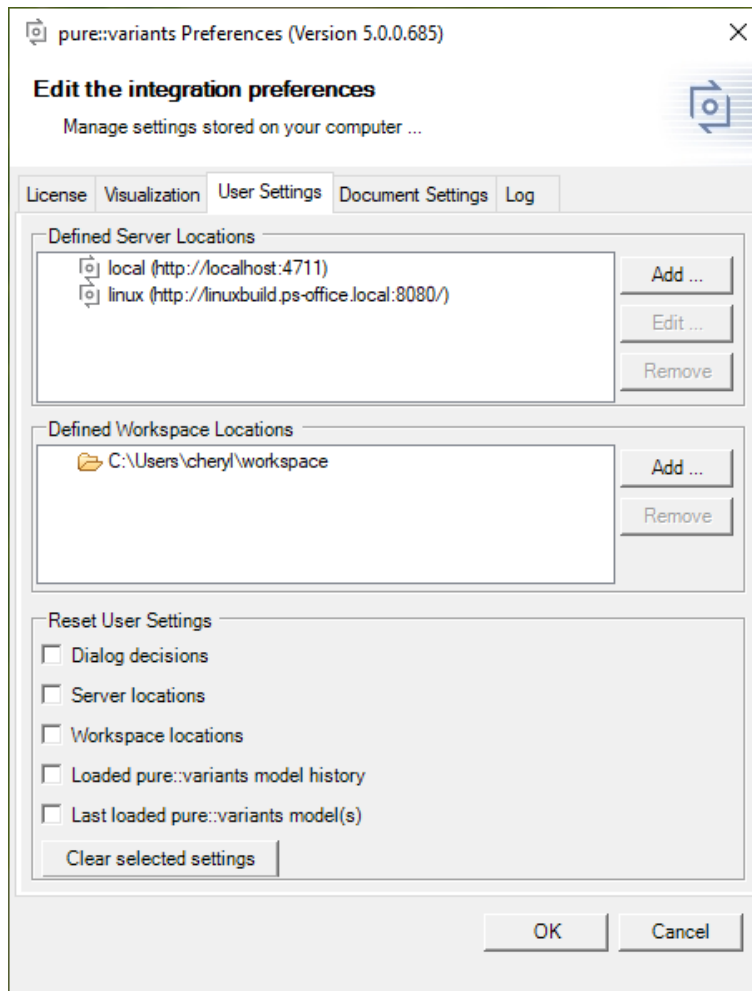 pure::variants Preferences (Version 5.0.0.685)
Edit the integration preferences
Manage settings stored on your computer ...
License Visualization User Settings Document Settings Log
Defined Server Locations
local (http://localhost:4711)
linux (http://linuxbuild.ps-office.local:8080/)
Add ...
Edit ...
Remove
Defined Workspace Locations
C:\Users\cheryl\workspace
Add ...
Remove
Reset User Settings
Dialog decisions
Server locations
Workspace locations
Loaded pure::variants model history
Last loaded pure::variants model(s)
Clear selected settings
OK Cancel